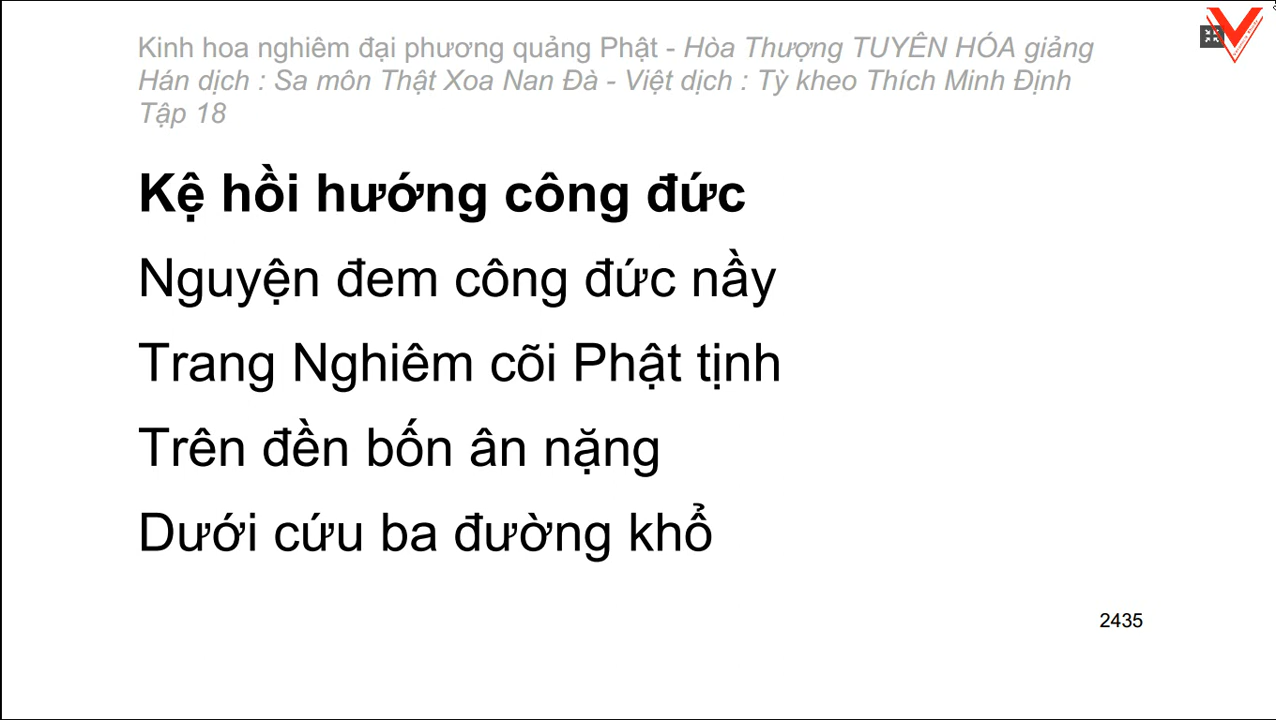 Kinh hoa nghiêm đại phương quảng Phật - Hòa Thượng TUYÊN HÓA giảng
Hán dịch : Sa môn Thật Xoa Nan Đà - Việt dịch : Tỳ kheo Thích Minh Định
Tập 18
Kệ hồi hướng công đức
Nguyện đem công đức nầy
Trang Nghiêm cõi Phật tịnh
Trên đền bốn ân nặng
Dưới cứu ba đường khổ
2435